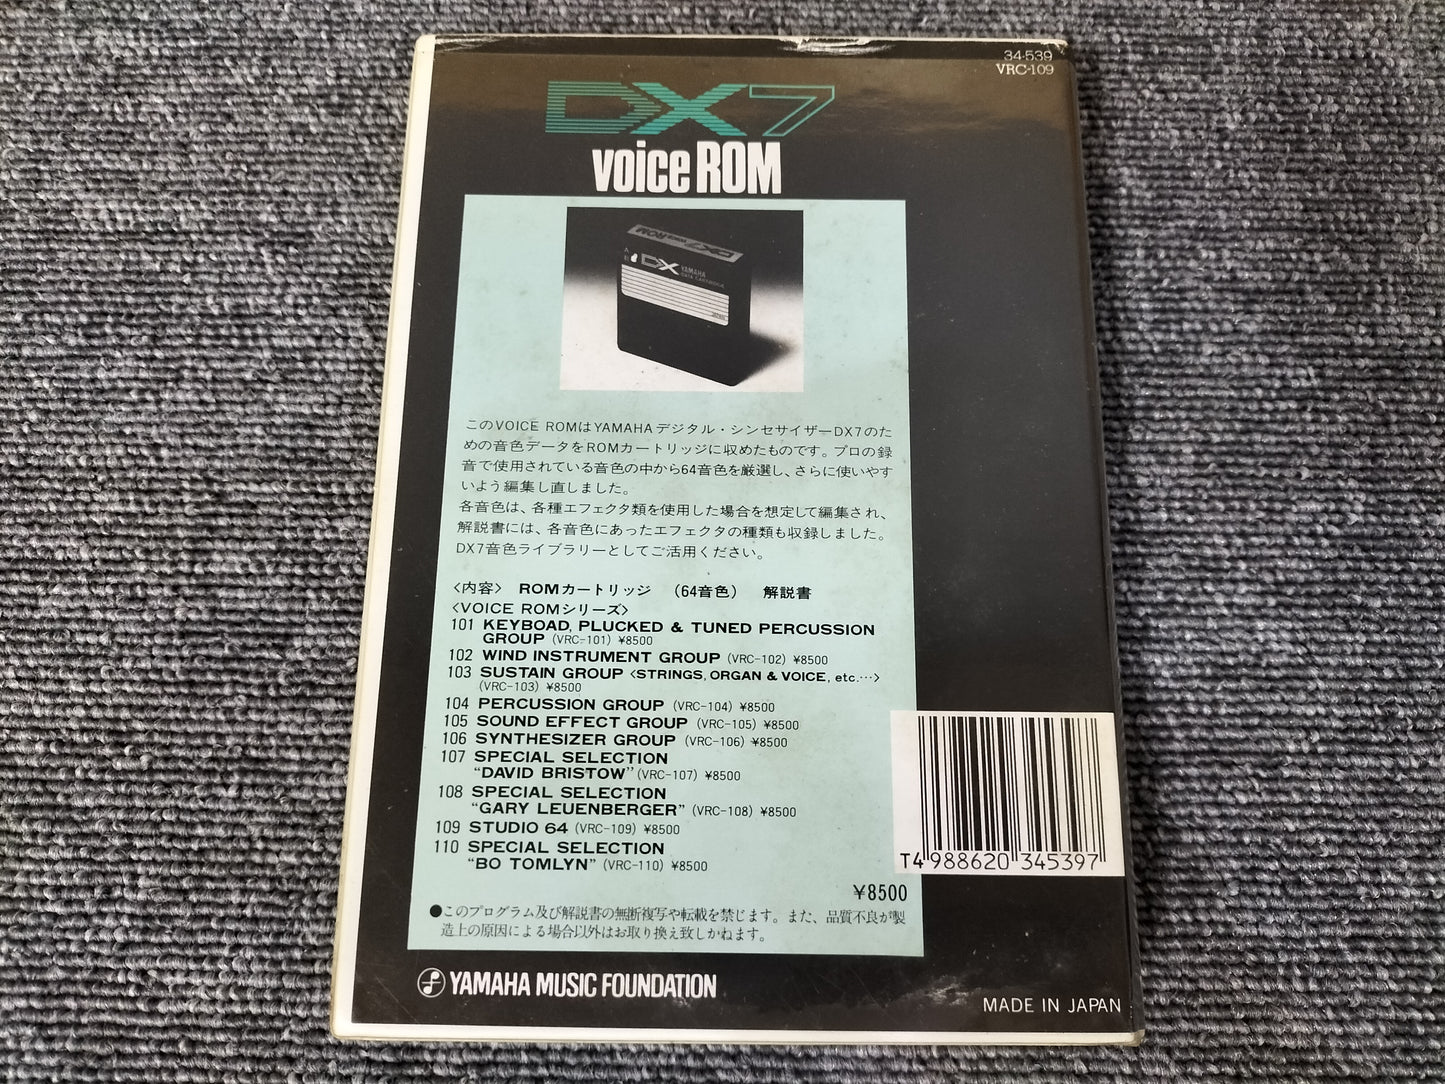 34-539
VRC-109
DX7
voice ROM
DX7 voice ROM
DX YAMAHA
DATA CARTRIDGE
JAPAN
このVOICE ROMはYAMAHAデジタル・シンセサイザーDX7のた
めの音色データをROMカートリッジに収めたものです。プロの録
音で使用されている音色の中から64音色を厳選し、さらに使いやす
いよう編集し直しました。
各音色は、各種エフェクタ類を使用した場合を想定して編集され、
解説書には、各音色にあったエフェクタの種類も収録しました。
DX7音色ライブラリーとしてご活用ください。
〈内容〉 ROMカートリッジ （64音色） 解説書
〈VOICE ROMシリーズ〉
101 KEYBOAD, PLUCKED & TUNED PERCUSSION
GROUP (VRC-101) ¥8500
102 WIND INSTRUMENT GROUP (VRC-102) ¥8500
103 SUSTAIN GROUP 〈STRINGS, ORGAN & VOICE, etc.…〉
(VRC-103) ¥8500
104 PERCUSSION GROUP (VRC-104) ¥8500
105 SOUND EFFECT GROUP (VRC-105) ¥8500
106 SYNTHESIZER GROUP (VRC-106) ¥8500
107 SPECIAL SELECTION
“DAVID BRISTOW” (VRC-107) ¥8500
108 SPECIAL SELECTION
“GARY LEUENBERGER” (VRC-108) ¥8500
109 STUDIO 64 (VRC-109) ¥8500
110 SPECIAL SELECTION
“BO TOMLYN” (VRC-110) ¥8500
T4 988620 345397
¥8500
●このプログラム及び解説書の無断複写や転載を禁じます。また、品質不良が製
造上の原因による場合以外はお取り換え致しかねます。
YAMAHA MUSIC FOUNDATION
MADE IN JAPAN